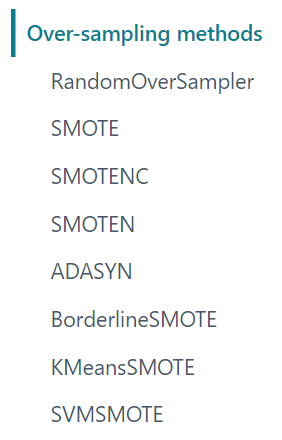 Over-sampling methods
RandomOverSampler
SMOTE
SMOTENC
SMOTEN
ADASYN
BorderlineSMOTE
KMeansSMOTE
SVMSMOTE